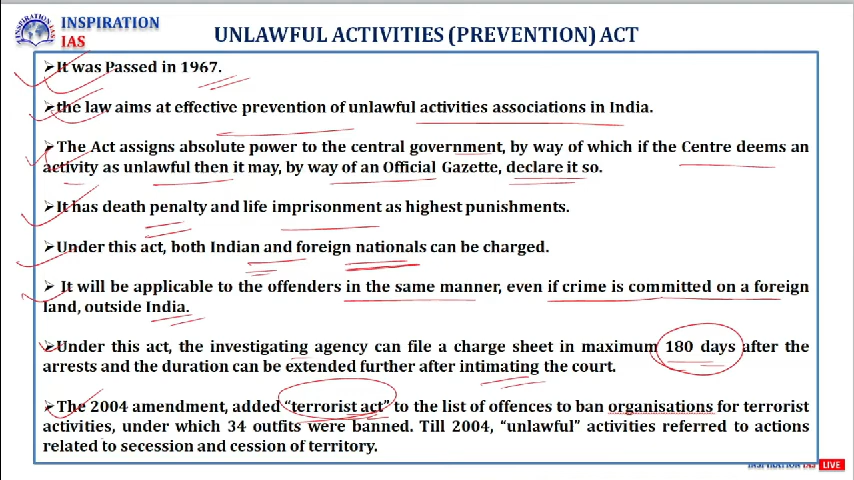 INSPIRATION
IAS
UNLAWFUL ACTIVITIES (PREVENTION) ACT
➢It was Passed in 1967.
➢the law aims at effective prevention of unlawful activities associations in India.
➢The Act assigns absolute power to the central government, by way of which if the Centre deems an
activity as unlawful then it may, by way of an Official Gazette, declare it so.
➢It has death penalty and life imprisonment as highest punishments.
➢Under this act, both Indian and foreign nationals can be charged.
➢ It will be applicable to the offenders in the same manner, even if crime is committed on a foreign
land, outside India.
➢Under this act, the investigating agency can file a charge sheet in maximum 180 days after the
arrests and the duration can be extended further after intimating the court.
➢The 2004 amendment, added “terrorist act” to the list of offences to ban organisations for terrorist
activities, under which 34 outfits were banned. Till 2004, “unlawful” activities referred to actions
related to secession and cession of territory.
INSPIRATION IAS LIVE